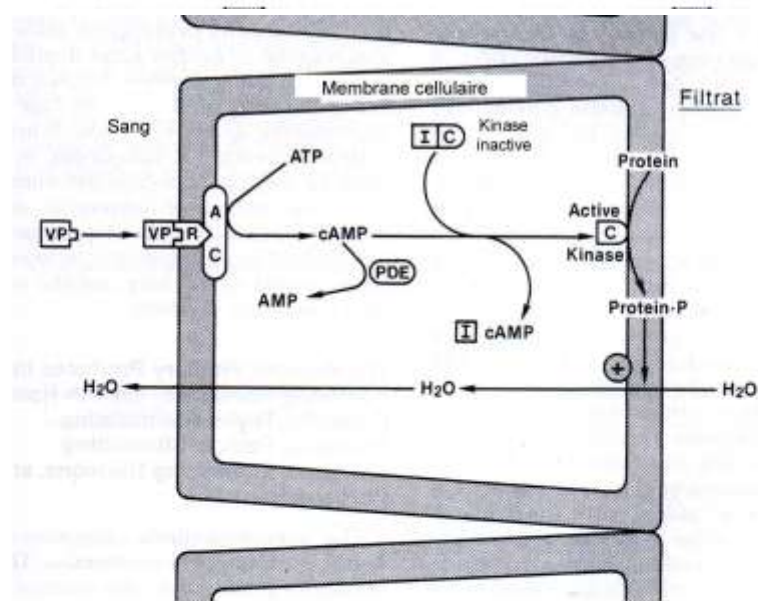 Membrane cellulaire
Filtrat
Sang
I C Kinase
inactive
ATP
Protein
A
C
Active
C
Kinase
VP
VP R
cAMP
PDE
AMP
Protein-P
I cAMP
+
H2O
H2O
H2O